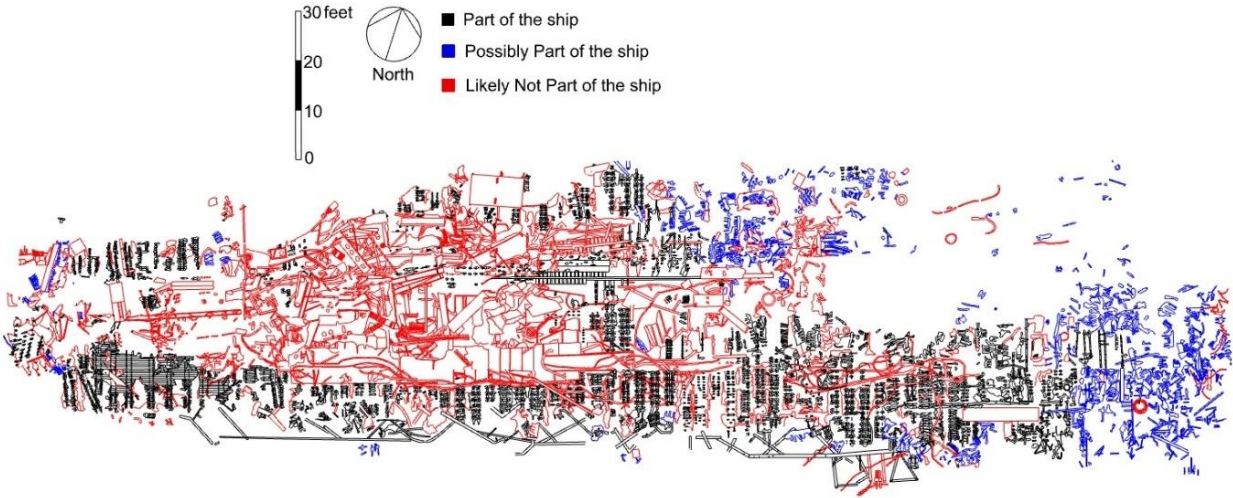 30 feet
20
10
0
North
Part of the ship
Possibly Part of the ship
Likely Not Part of the ship